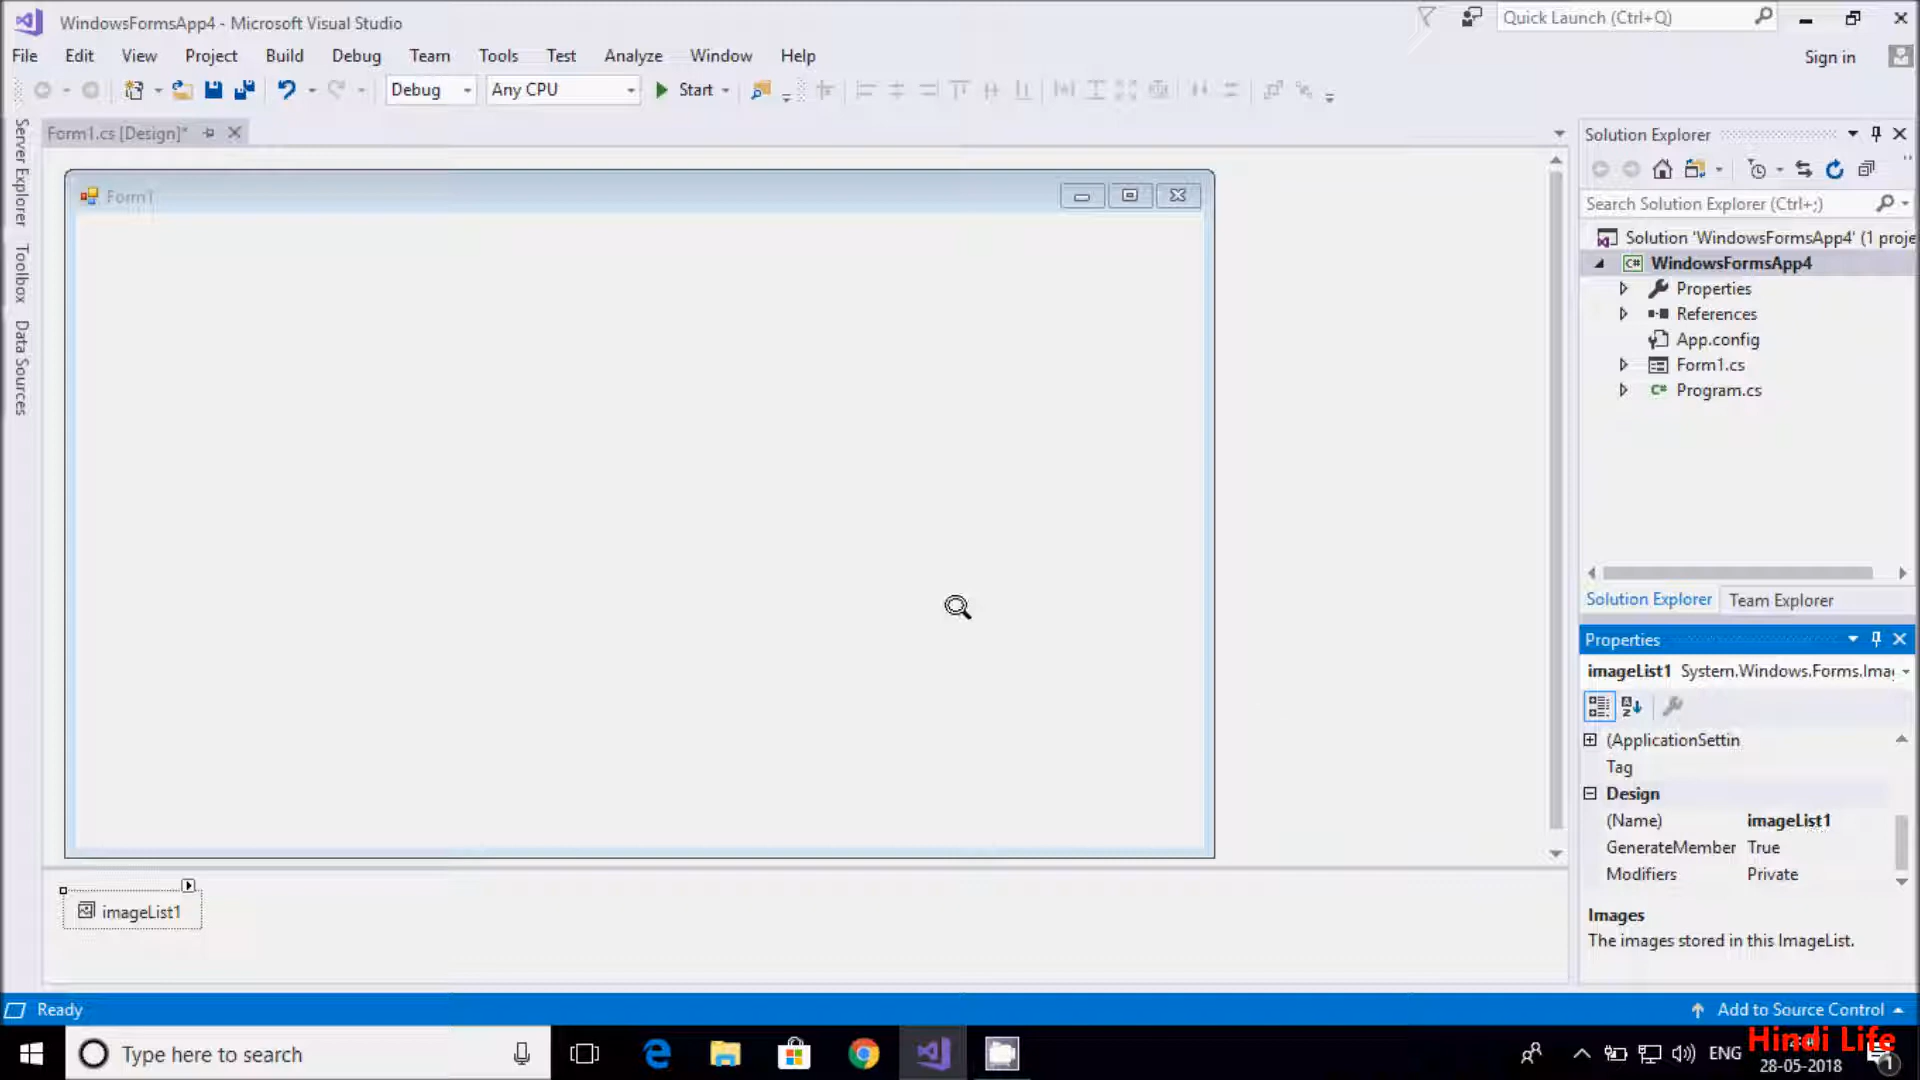 WindowsFormsApp4 - Microsoft Visual Studio
Quick Launch (Ctrl+Q)
File Edit View Project Build Debug Team Tools Test Analyze Window Help
Sign in
Debug Any CPU Start
Server Explorer
Toolbox
Data Sources
Form1.cs [Design]*
Form1
imageList1
Solution Explorer
Search Solution Explorer (Ctrl+;)
Solution 'WindowsFormsApp4' (1 proje
C# WindowsFormsApp4
Properties
References
App.config
Form1.cs
C# Program.cs
Solution Explorer Team Explorer
Properties
imageList1 System.Windows.Forms.Ima
(ApplicationSettin
Tag
Design
(Name) imageList1
GenerateMember True
Modifiers Private
Images
The images stored in this ImageList.
Ready
Add to Source Control
Type here to search
ENG
Hindi Life
28-05-2018
1